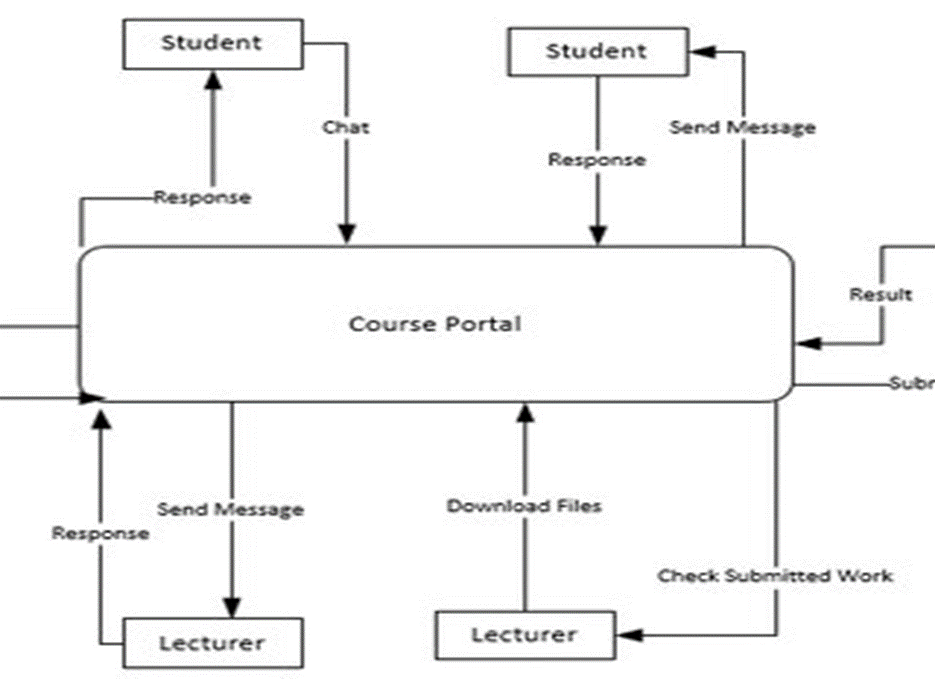 Student
Student
Chat
Send Message
Response
Response
Result
Course Portal
Subm
Download Files
Send Message
Response
Check Submitted Work
Lecturer
Lecturer